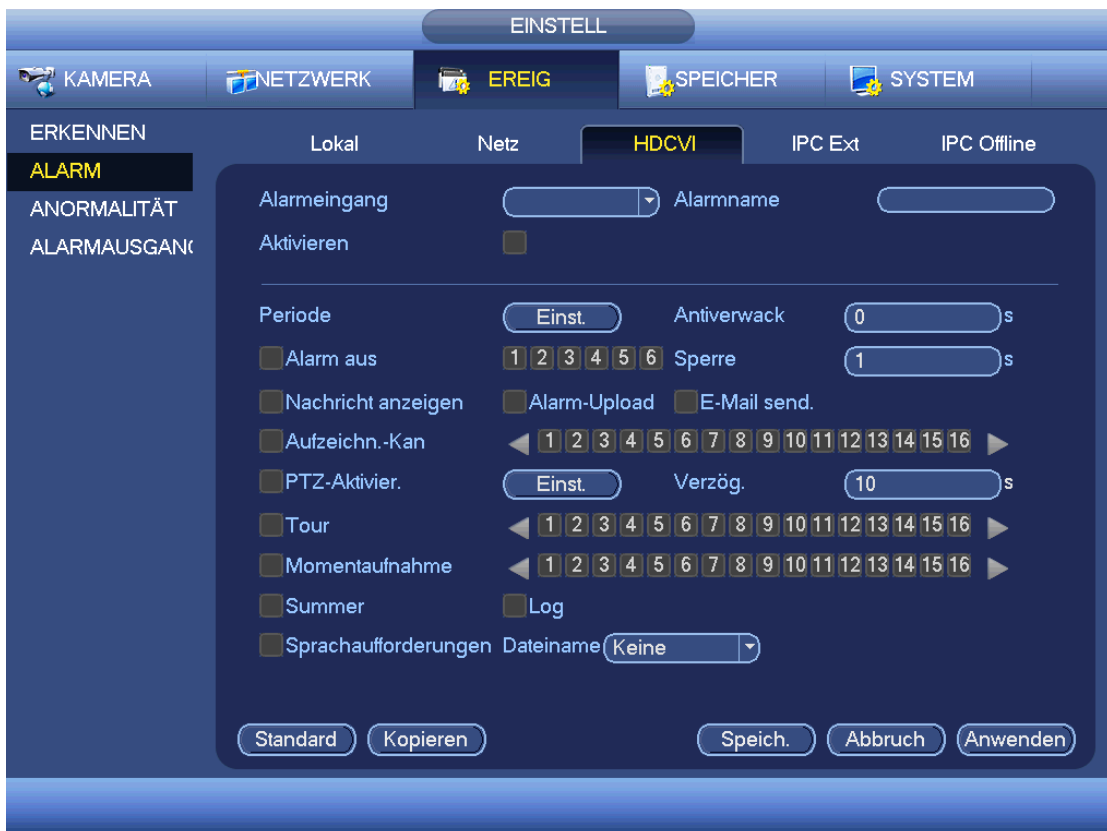 EINSTELL
KAMERA NETZWERK EREIG SPEICHER SYSTEM
ERKENNEN
ALARM
ANORMALITÄT
ALARMAUSGANG
Lokal Netz HDCVI IPC Ext IPC Offline
Alarmeingang Alarmname
Aktivieren
Periode Einst. Antiverwack 0 s
Alarm aus 1 2 3 4 5 6 Sperre 1 s
Nachricht anzeigen Alarm-Upload E-Mail send.
Aufzeichn.-Kan 1 2 3 4 5 6 7 8 9 10 11 12 13 14 15 16
PTZ-Aktivier. Einst. Verzög. 10 s
Tour 1 2 3 4 5 6 7 8 9 10 11 12 13 14 15 16
Momentaufnahme 1 2 3 4 5 6 7 8 9 10 11 12 13 14 15 16
Summer Log
Sprachaufforderungen Dateiname Keine
Standard Kopieren Speich. Abbruch Anwenden